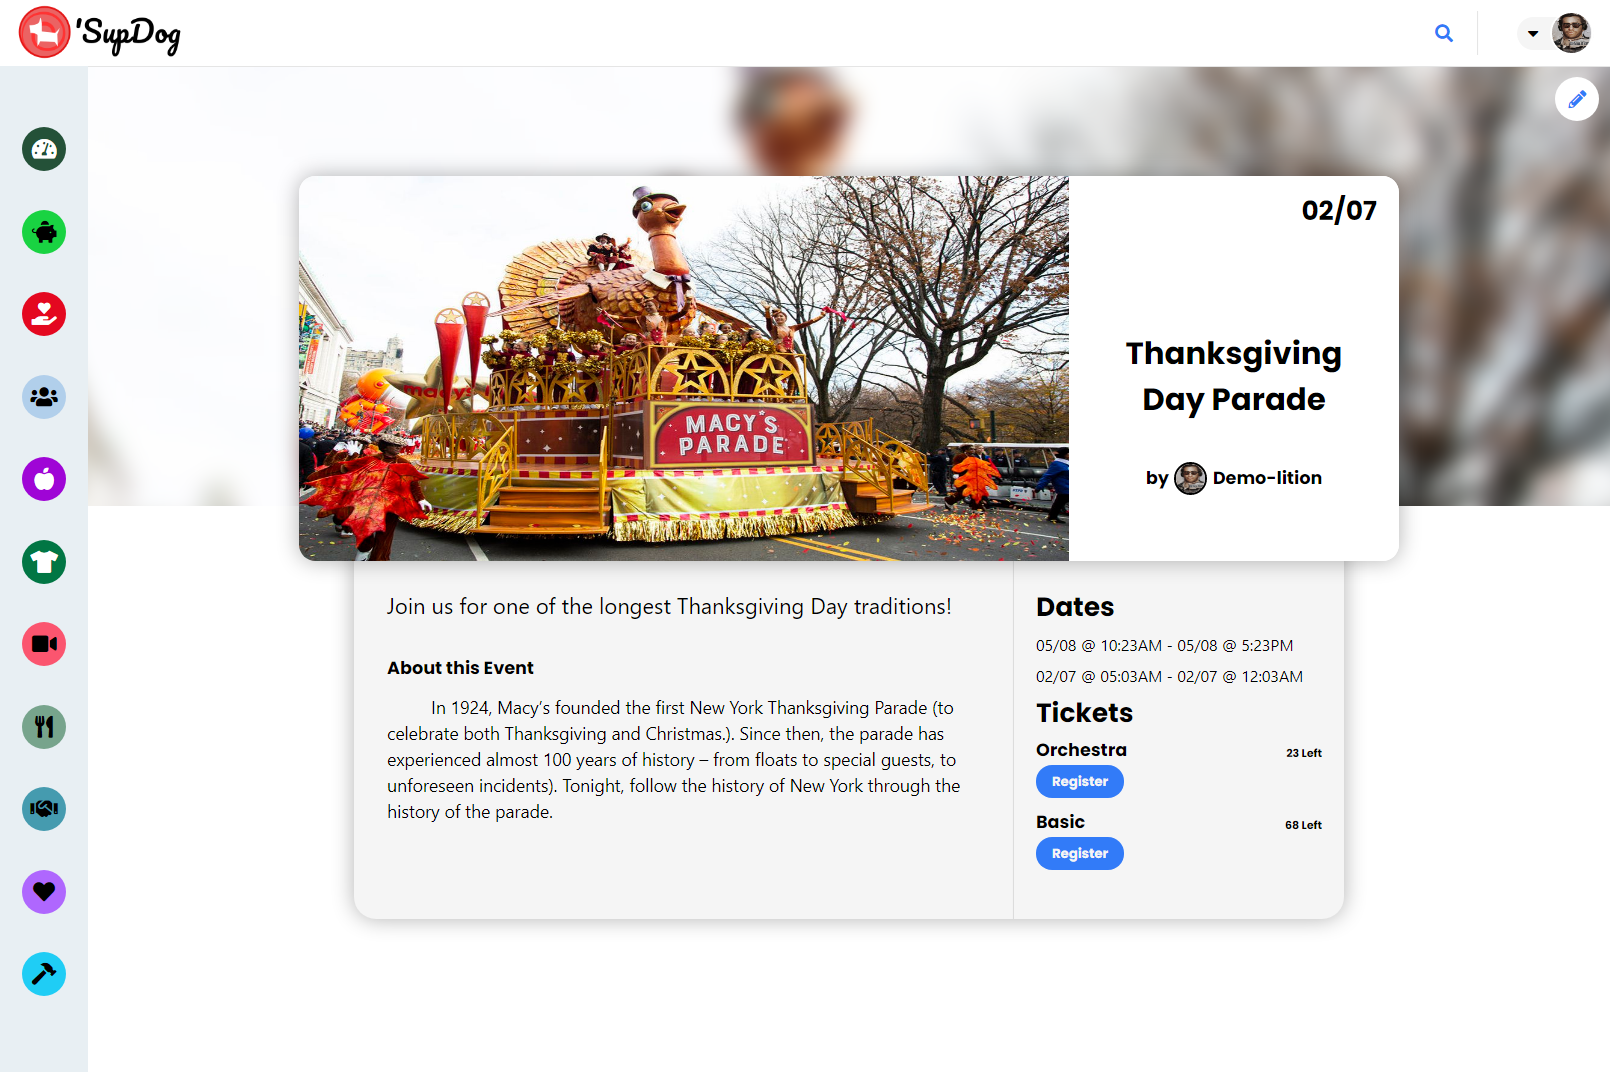 'SupDog
02/07
macy's
MACY'S
PARADE
Thanksgiving
Day Parade
by Demo-lition
Join us for one of the longest Thanksgiving Day traditions!
About this Event
In 1924, Macy’s founded the first New York Thanksgiving Parade (to
celebrate both Thanksgiving and Christmas.). Since then, the parade has
experienced almost 100 years of history – from floats to special guests, to
unforeseen incidents). Tonight, follow the history of New York through the
history of the parade.
Dates
05/08 @ 10:23AM - 05/08 @ 5:23PM
02/07 @ 05:03AM - 02/07 @ 12:03AM
Tickets
Orchestra
23 Left
Register
Basic
68 Left
Register